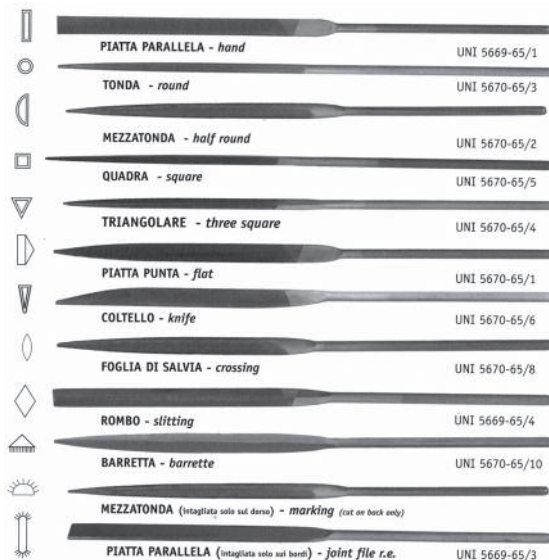 PIATTA PARALLELA - hand UNI 5669-65/1
TONDA - round UNI 5670-65/3
MEZZATONDA - half round UNI 5670-65/2
QUADRA - square UNI 5670-65/5
TRIANGOLARE - three square UNI 5670-65/4
PIATTA PUNTA - flat UNI 5670-65/1
COLTELLO - knife UNI 5670-65/6
FOGLIA DI SALVIA - crossing UNI 5670-65/8
ROMBO - slitting UNI 5669-65/4
BARRETTA - barrette UNI 5670-65/10
MEZZATONDA (intagliata solo sul dorso) - marking (cut on back only)
PIATTA PARALLELA (intagliata solo sui bordi) - joint file r.e. UNI 5669-65/3